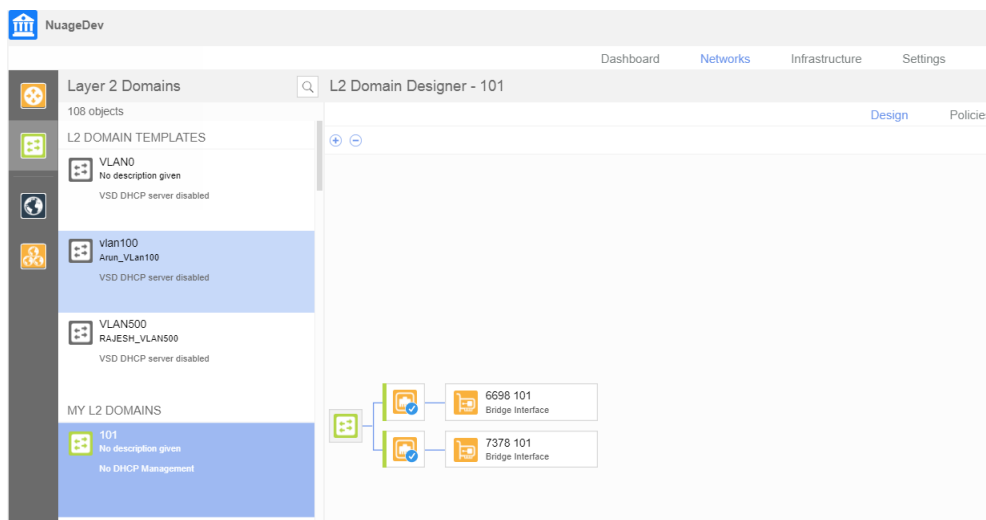 NuageDev
Dashboard Networks Infrastructure Settings
Layer 2 Domains
L2 Domain Designer - 101
108 objects
Design
L2 DOMAIN TEMPLATES
VLAN0
No description given
VSD DHCP server disabled
vlan100
Arun_VLan100
VSD DHCP server disabled
VLAN500
RAJESH_VLAN500
VSD DHCP server disabled
MY L2 DOMAINS
101
No description given
No DHCP Management
6698 101
Bridge Interface
7378 101
Bridge Interface